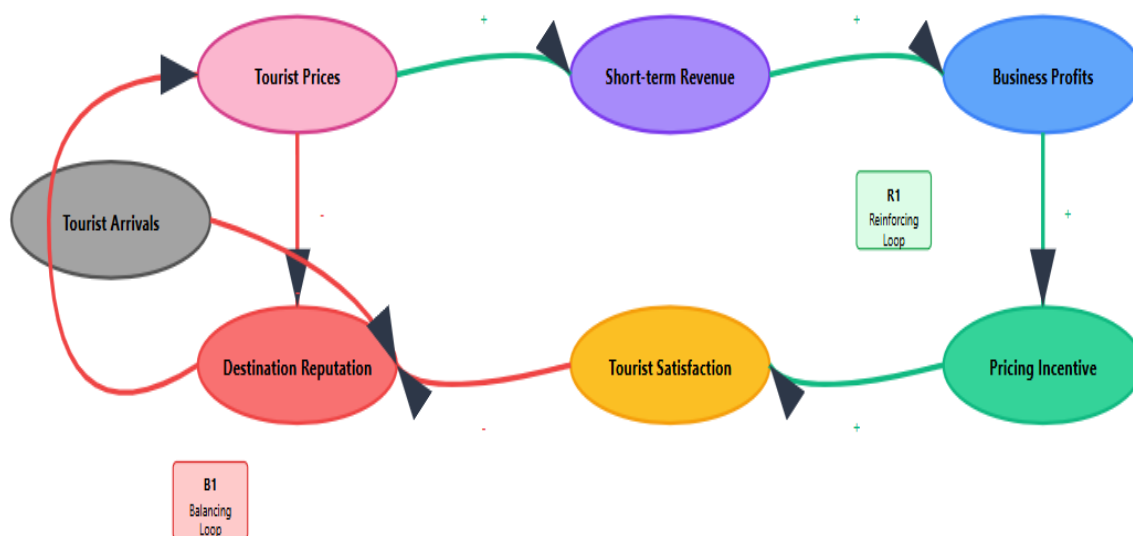 +
+
Tourist Prices
Short-term Revenue
Business Profits
R1
Reinforcing
Loop
Tourist Arrivals
-
+
Destination Reputation
Tourist Satisfaction
Pricing Incentive
-
+
B1
Balancing
Loop